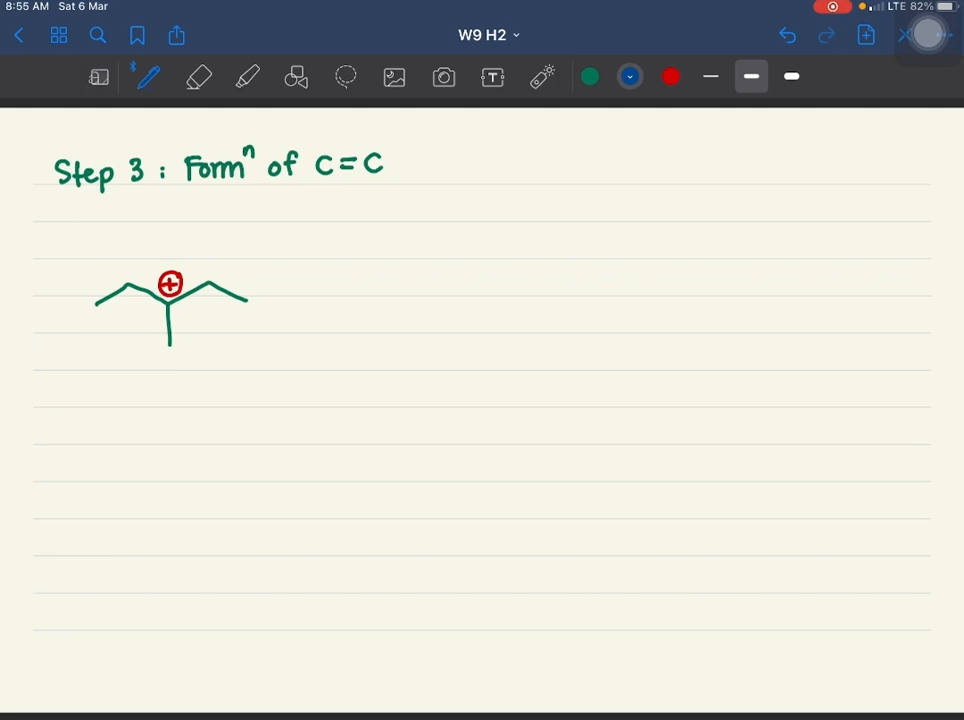 8:55 AM Sat 6 Mar LTE 82%
W9 H2
T
Step 3 : Formⁿ of C=C
+